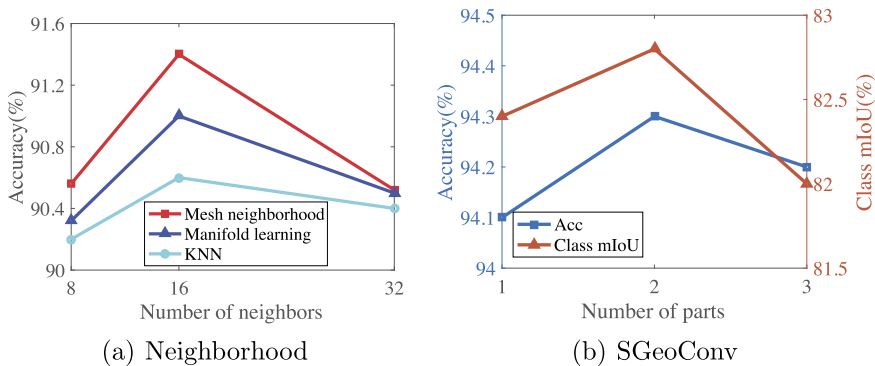 91.6
91.2
90.8
90.4
90
Accuracy(%)
Mesh neighborhood
Manifold learning
KNN
8
16
32
Number of neighbors
(a) Neighborhood
94.5
94.4
94.3
94.2
94.1
94
Accuracy(%)
83
82.5
82
81.5
Class mIoU(%)
Acc
Class mIoU
1
2
3
Number of parts
(b) SGeoConv